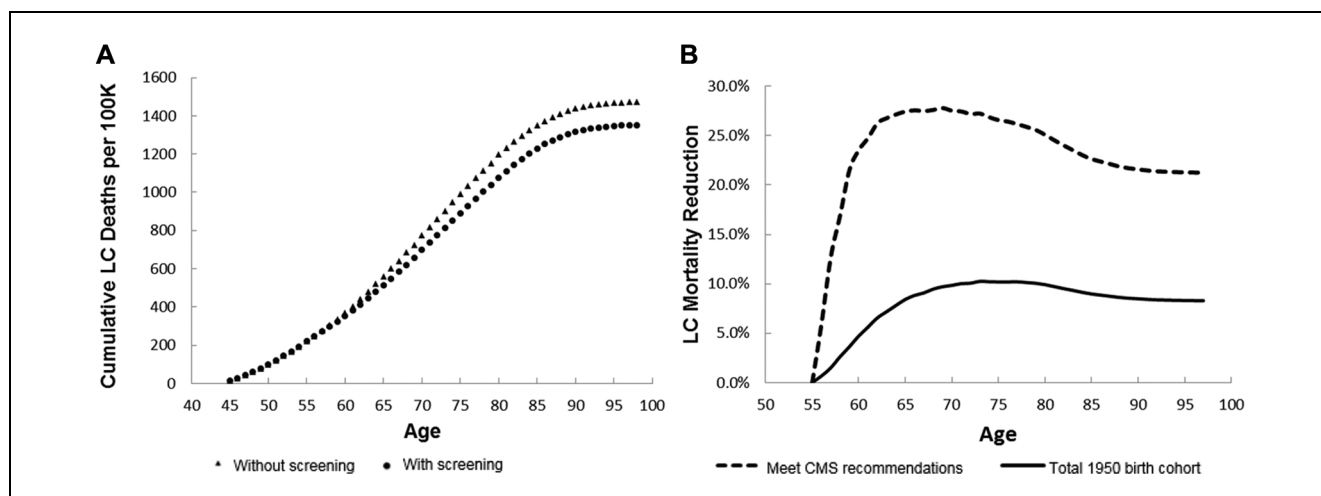 A
Cumulative LC Deaths per 100K
1600
1400
1200
1000
800
600
400
200
0
40 45 50 55 60 65 70 75 80 85 90 95 100
Age
Without screening With screening
B
LC Mortality Reduction
30.0%
25.0%
20.0%
15.0%
10.0%
5.0%
0.0%
50 55 60 65 70 75 80 85 90 95 100
Age
Meet CMS recommendations Total 1950 birth cohort